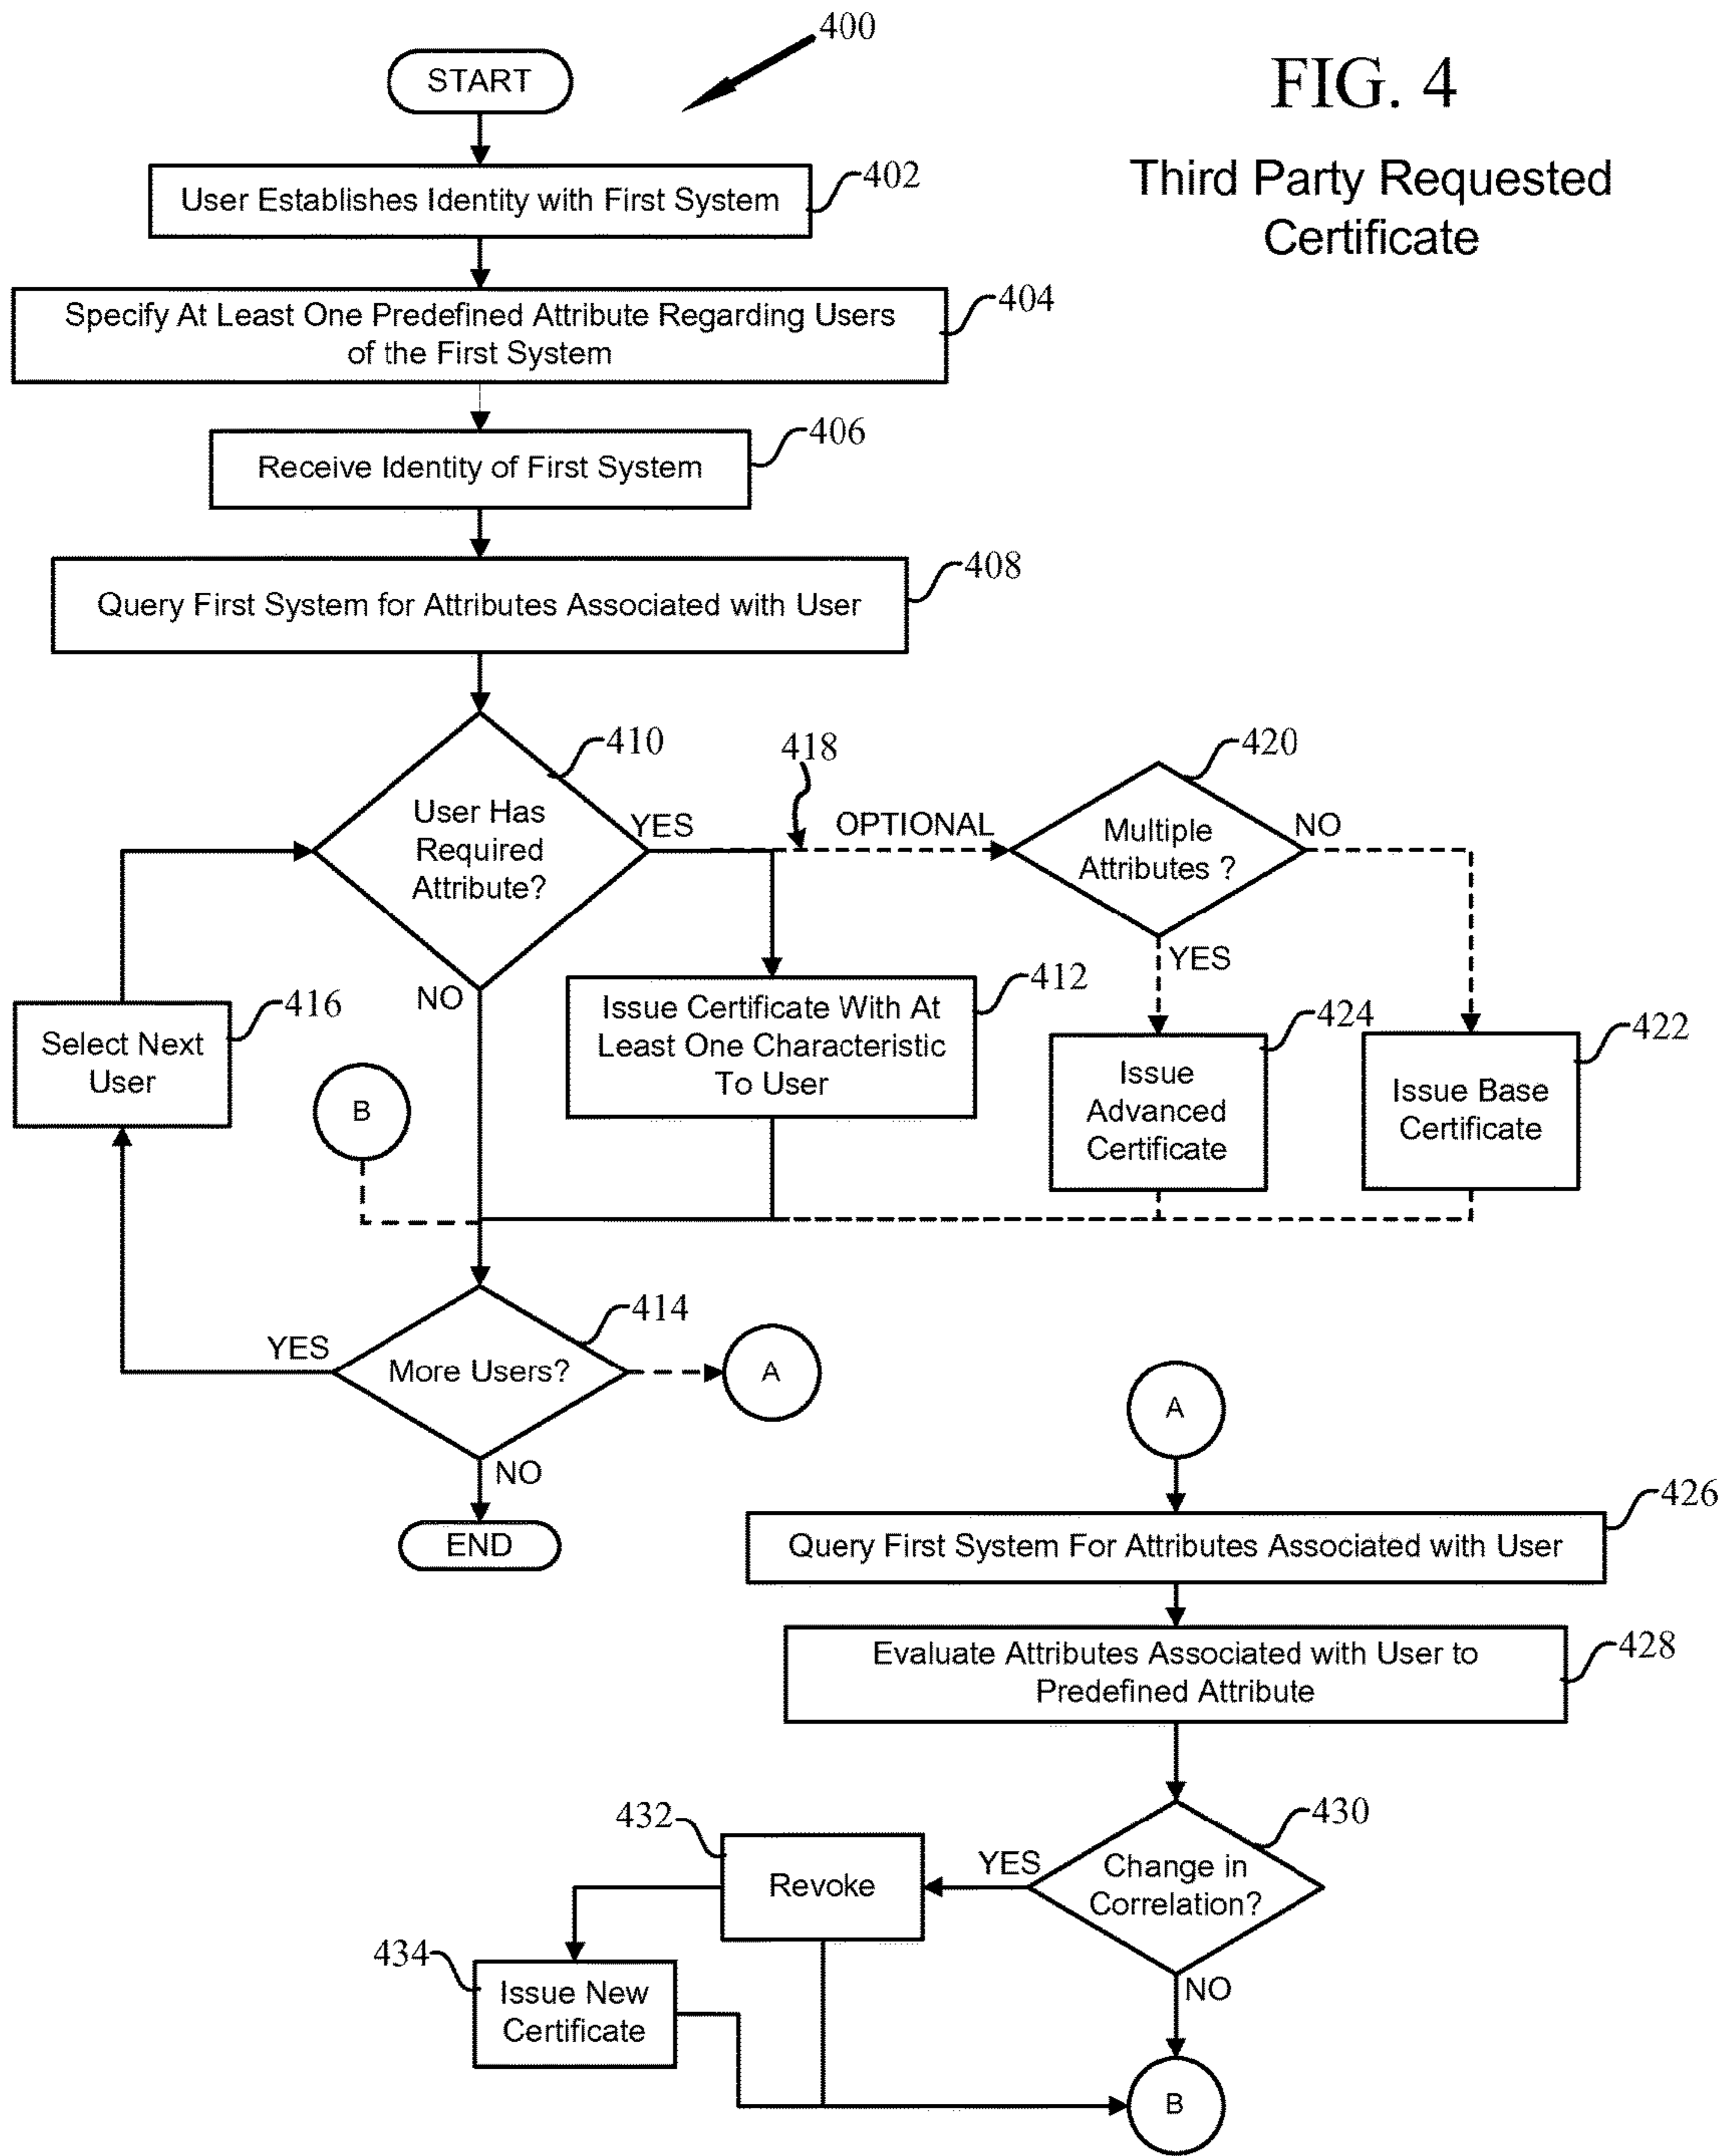 400
START
FIG. 4
Third Party Requested
Certificate
402
User Establishes Identity with First System
404
Specify At Least One Predefined Attribute Regarding Users
of the First System
406
Receive Identity of First System
408
Query First System for Attributes Associated with User
410
User Has
Required
Attribute?
YES
NO
418
OPTIONAL
420
Multiple
Attributes ?
NO
YES
416
Select Next
User
B
412
Issue Certificate With At
Least One Characteristic
To User
424
Issue
Advanced
Certificate
422
Issue Base
Certificate
414
More Users?
YES
NO
A
END
A
426
Query First System For Attributes Associated with User
428
Evaluate Attributes Associated with User to
Predefined Attribute
430
Change in
Correlation?
YES
NO
432
Revoke
434
Issue New
Certificate
B